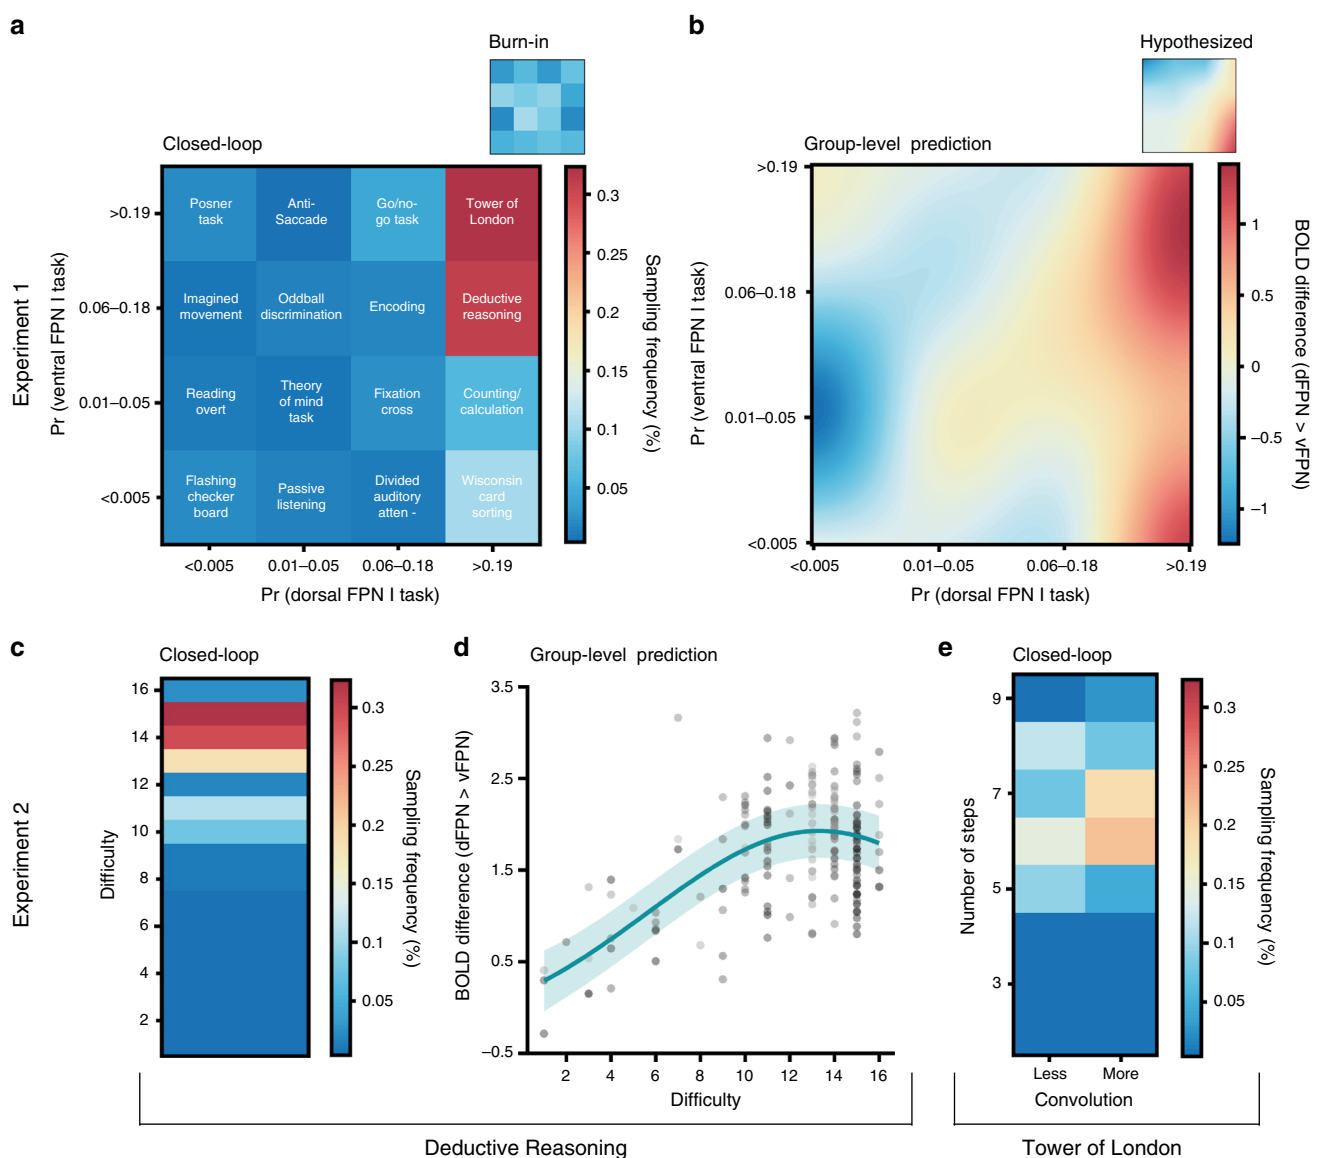 a
Burn-in
Closed-loop
Experiment 1
Pr (ventral FPN I task)
>0.19
0.06–0.18
0.01–0.05
<0.005
Posner
task
Anti-
Saccade
Go/no-
go task
Tower of
London
Imagined
movement
Oddball
discrimination
Encoding
Deductive
reasoning
Reading
overt
Theory
of mind
task
Fixation
cross
Counting/
calculation
Flashing
checker
board
Passive
listening
Divided
auditory
atten -
Wisconsin
card
sorting
<0.005
0.01–0.05
0.06–0.18
>0.19
Pr (dorsal FPN I task)
0.3
0.25
0.2
0.15
0.1
0.05
Sampling frequency (%)
b
Hypothesized
Group-level prediction
Pr (ventral FPN I task)
>0.19
0.06–0.18
0.01–0.05
<0.005
<0.005
0.01–0.05
0.06–0.18
>0.19
Pr (dorsal FPN I task)
1
0.5
0
–0.5
–1
BOLD difference (dFPN > vFPN)
Experiment 2
c
Closed-loop
Difficulty
16
14
12
10
8
6
4
2
0.3
0.25
0.2
0.15
0.1
0.05
Sampling frequency (%)
d
Group-level prediction
BOLD difference (dFPN > vFPN)
3.5
2.5
1.5
0.5
–0.5
2
4
6
8
10
12
14
16
Difficulty
Deductive Reasoning
e
Closed-loop
Number of steps
9
7
5
3
Less
More
Convolution
0.3
0.25
0.2
0.15
0.1
0.05
Sampling frequency (%)
Tower of London